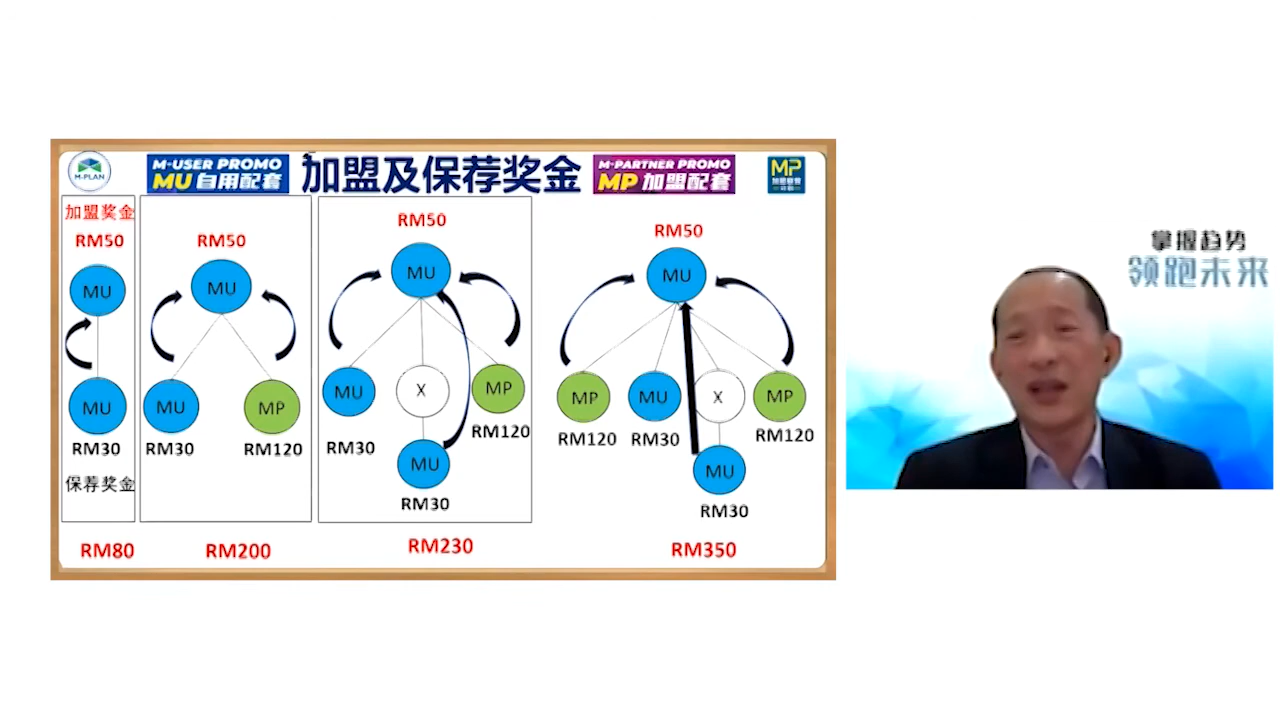 M-PLAN
M-USER PROMO
MU 自用配套
加盟及保荐奖金
M-PARTNER PROMO
MP 加盟配套
MP
加盟奖金
RM50
MU
MU
RM30
保荐奖金
RM80
RM50
MU
MU
MP
RM30
RM120
RM200
RM50
MU
MU
X
MP
RM30
RM120
MU
RM30
RM230
RM50
MU
MP
MU
X
MP
RM120
RM30
RM120
MU
RM30
RM350
掌握趋势
领跑未来